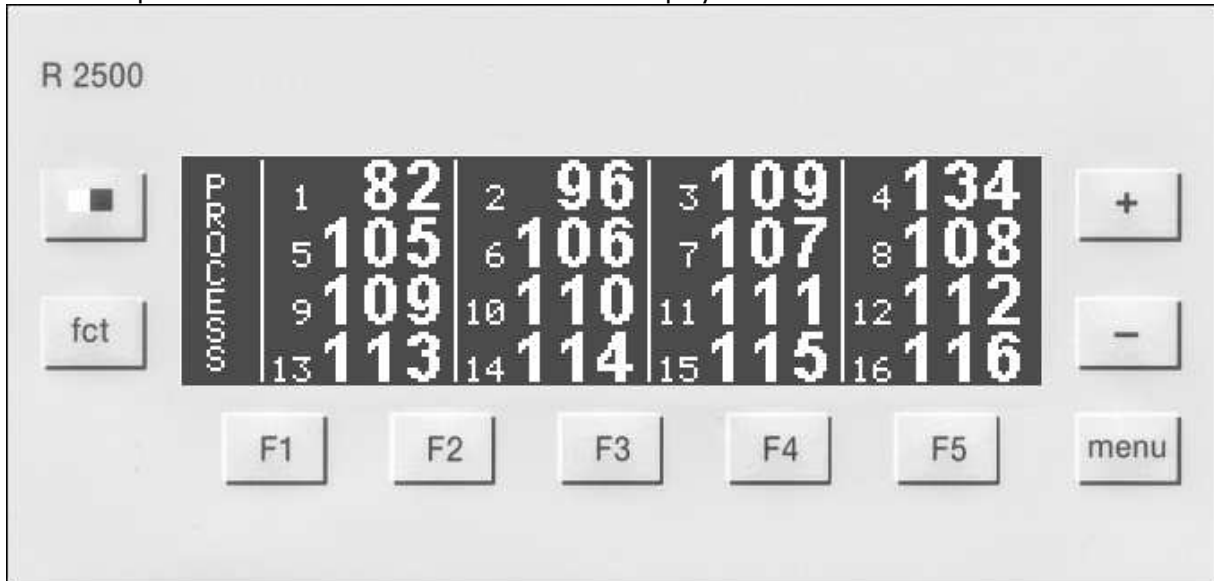 R 2500
PROCESS
1 82 2 96 3 109 4 134
5 105 6 106 7 107 8 108
9 109 10 110 11 111 12 112
13 113 14 114 15 115 16 116
+
fct
-
F1 F2 F3 F4 F5 menu